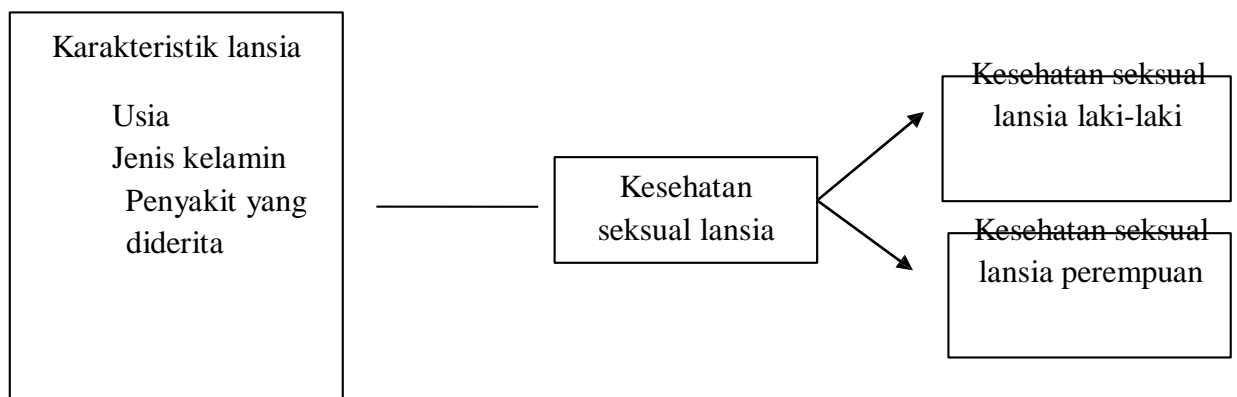 Karakteristik lansia
Usia
Jenis kelamin
Penyakit yang
diderita
Kesehatan
seksual lansia
Kesehatan seksual
lansia laki-laki
Kesehatan seksual
lansia perempuan